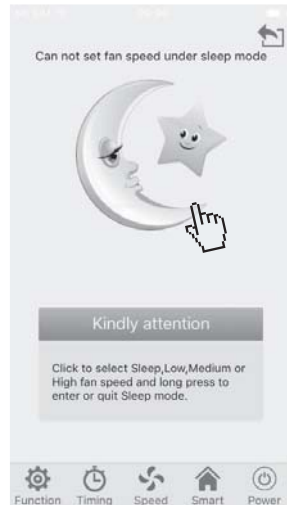 Can not set fan speed under sleep mode
Kindly attention
Click to select Sleep,Low,Medium or
High fan speed and long press to
enter or quit Sleep mode.
Function Timing Speed Smart Power